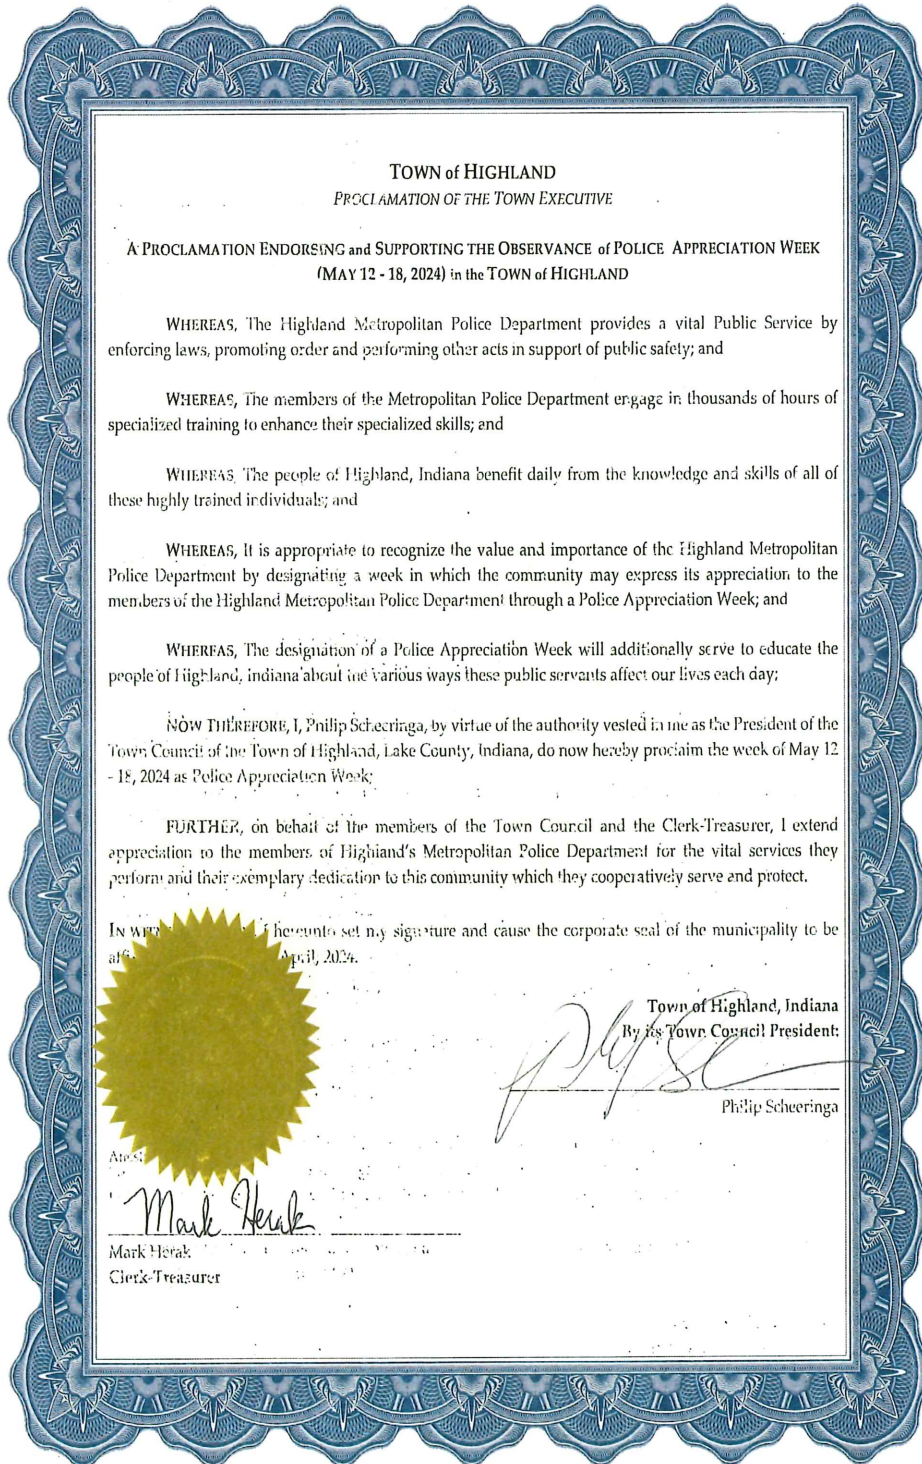 TOWN of HIGHLAND
PROCLAMATION OF THE TOWN EXECUTIVE
A PROCLAMATION ENDORSING and SUPPORTING THE OBSERVANCE of POLICE APPRECIATION WEEK
(MAY 12 - 18, 2024) in the TOWN of HIGHLAND
WHEREAS, The Highland Metropolitan Police Department provides a vital Public Service by
enforcing laws, promoting order and performing other acts in support of public safety; and
WHEREAS, The members of the Metropolitan Police Department engage in thousands of hours of
specialized training to enhance their specialized skills; and
WHEREAS, The people of Highland, Indiana benefit daily from the knowledge and skills of all of
these highly trained individuals; and
WHEREAS, It is appropriate to recognize the value and importance of the Highland Metropolitan
Police Department by designating a week in which the community may express its appreciation to the
members of the Highland Metropolitan Police Department through a Police Appreciation Week; and
WHEREAS, The designation of a Police Appreciation Week will additionally serve to educate the
people of Highland, Indiana about the various ways these public servants affect our lives each day;
NOW THEREFORE, I, Philip Scheeringa, by virtue of the authority vested in me as the President of the
Town Council of the Town of Highland, Lake County, Indiana, do now hereby proclaim the week of May 12
- 18, 2024 as Police Appreciation Week;
FURTHER, on behalf of the members of the Town Council and the Clerk-Treasurer, I extend
appreciation to the members of Highland's Metropolitan Police Department for the vital services they
perform and their exemplary dedication to this community which they cooperatively serve and protect.
IN I hereunto set my signature and cause the corporate seal of the municipality to be
April, 2024.
Town of Highland, Indiana
By its Town Council President:
Philip Scheeringa
Mark Herak
Mark Herak
Clerk-Treasurer